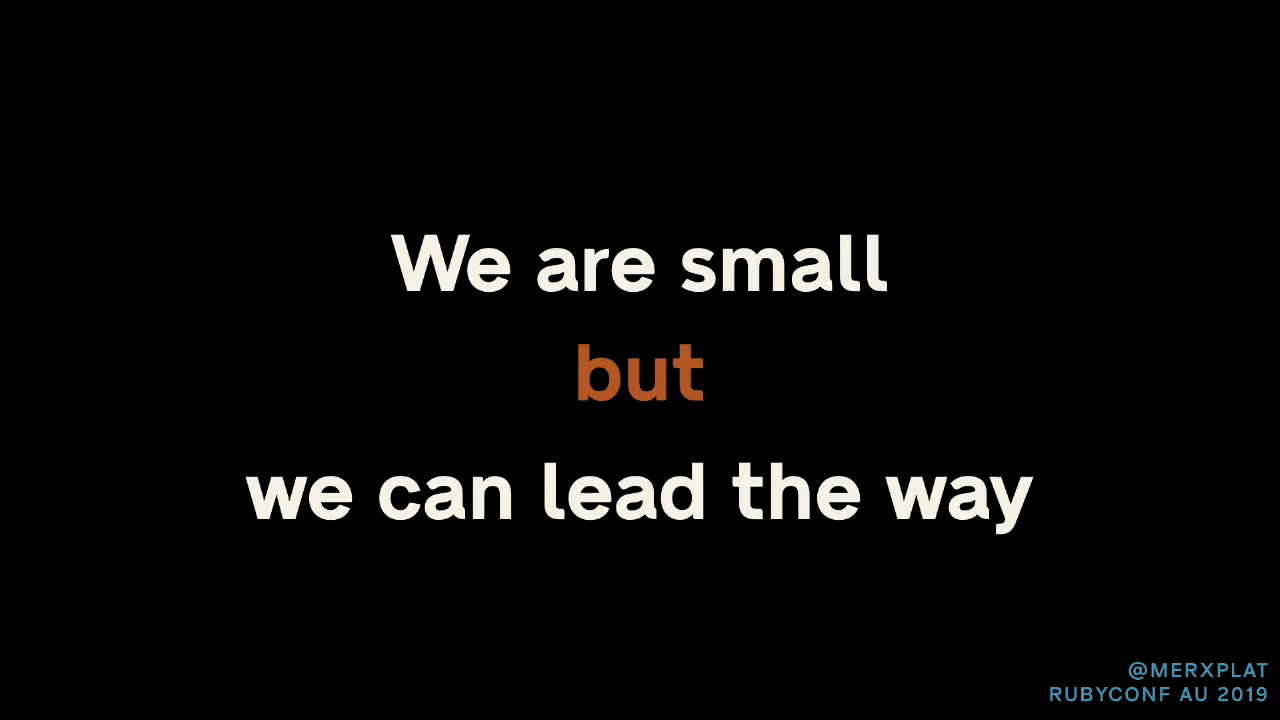 We are small
but
we can lead the way
@MERXPLAT
RUBYCONF AU 2019